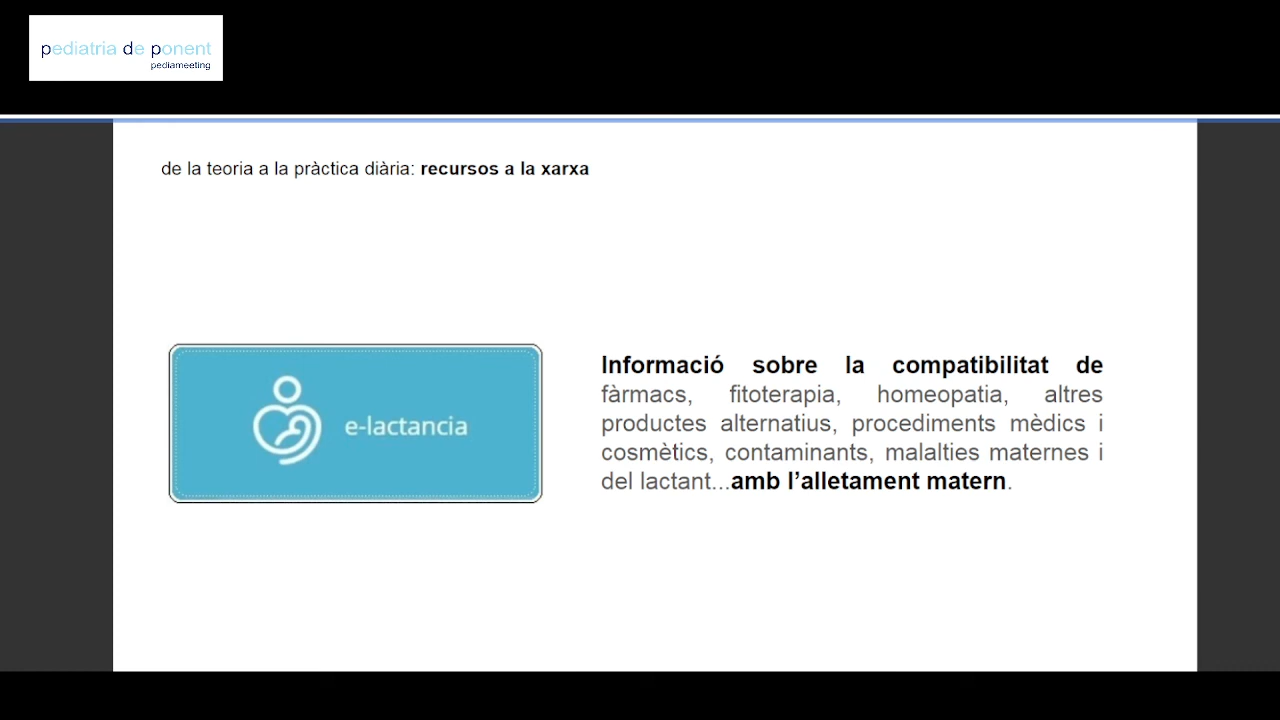 pediatria de ponent
pediameeting
de la teoria a la pràctica diària: recursos a la xarxa
e-lactancia
Informació sobre la compatibilitat de
fàrmacs, fitoterapia, homeopatia, altres
productes alternatius, procediments mèdics i
cosmètics, contaminants, malalties maternes i
del lactant...amb l’alletament matern.